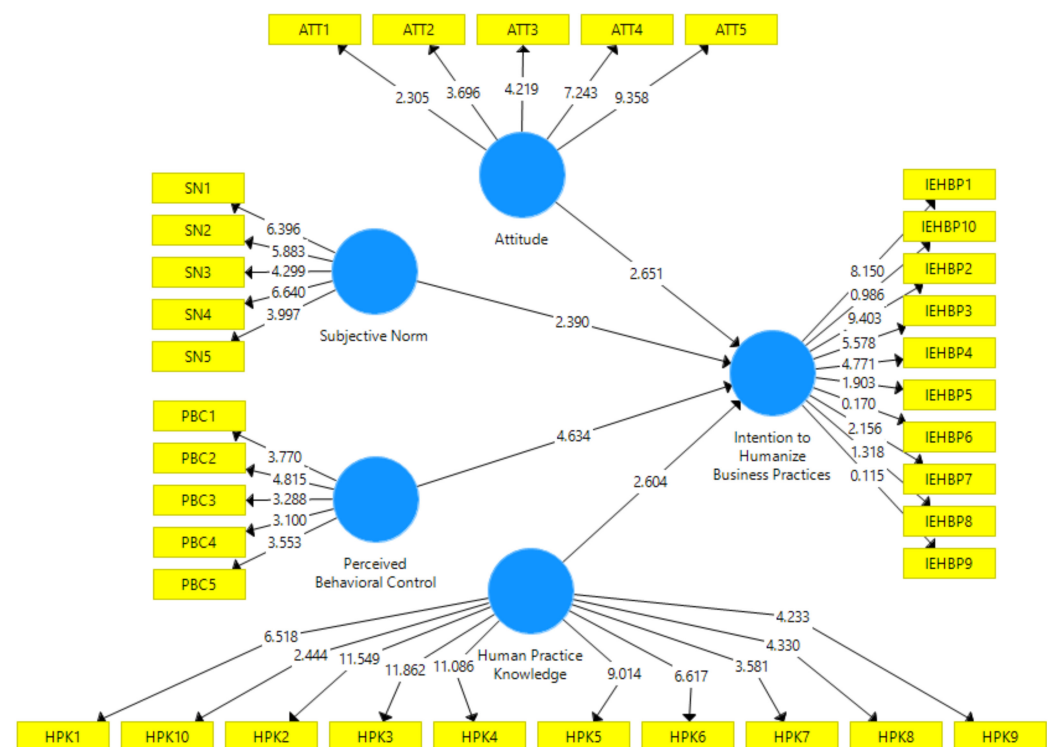 ATT1 ATT2 ATT3 ATT4 ATT5
2.305 3.696 4.219 7.243 9.358
Attitude
SN1
SN2
SN3
SN4
SN5
6.396
5.883
4.299
6.640
3.997
Subjective Norm
2.651
2.390
PBC1
PBC2
PBC3
PBC4
PBC5
3.770
4.815
3.288
3.100
3.553
Perceived
Behavioral Control
4.634
2.604
Intention to
Humanize
Business Practices
8.150
0.986
9.403
5.578
4.771
1.903
0.170
2.156
1.318
0.115
IEHBP1
IEHBP10
IEHBP2
IEHBP3
IEHBP4
IEHBP5
IEHBP6
IEHBP7
IEHBP8
IEHBP9
Human Practice
Knowledge
6.518 2.444 11.549 11.862 11.086 9.014 6.617 3.581 4.330 4.233
HPK1 HPK10 HPK2 HPK3 HPK4 HPK5 HPK6 HPK7 HPK8 HPK9